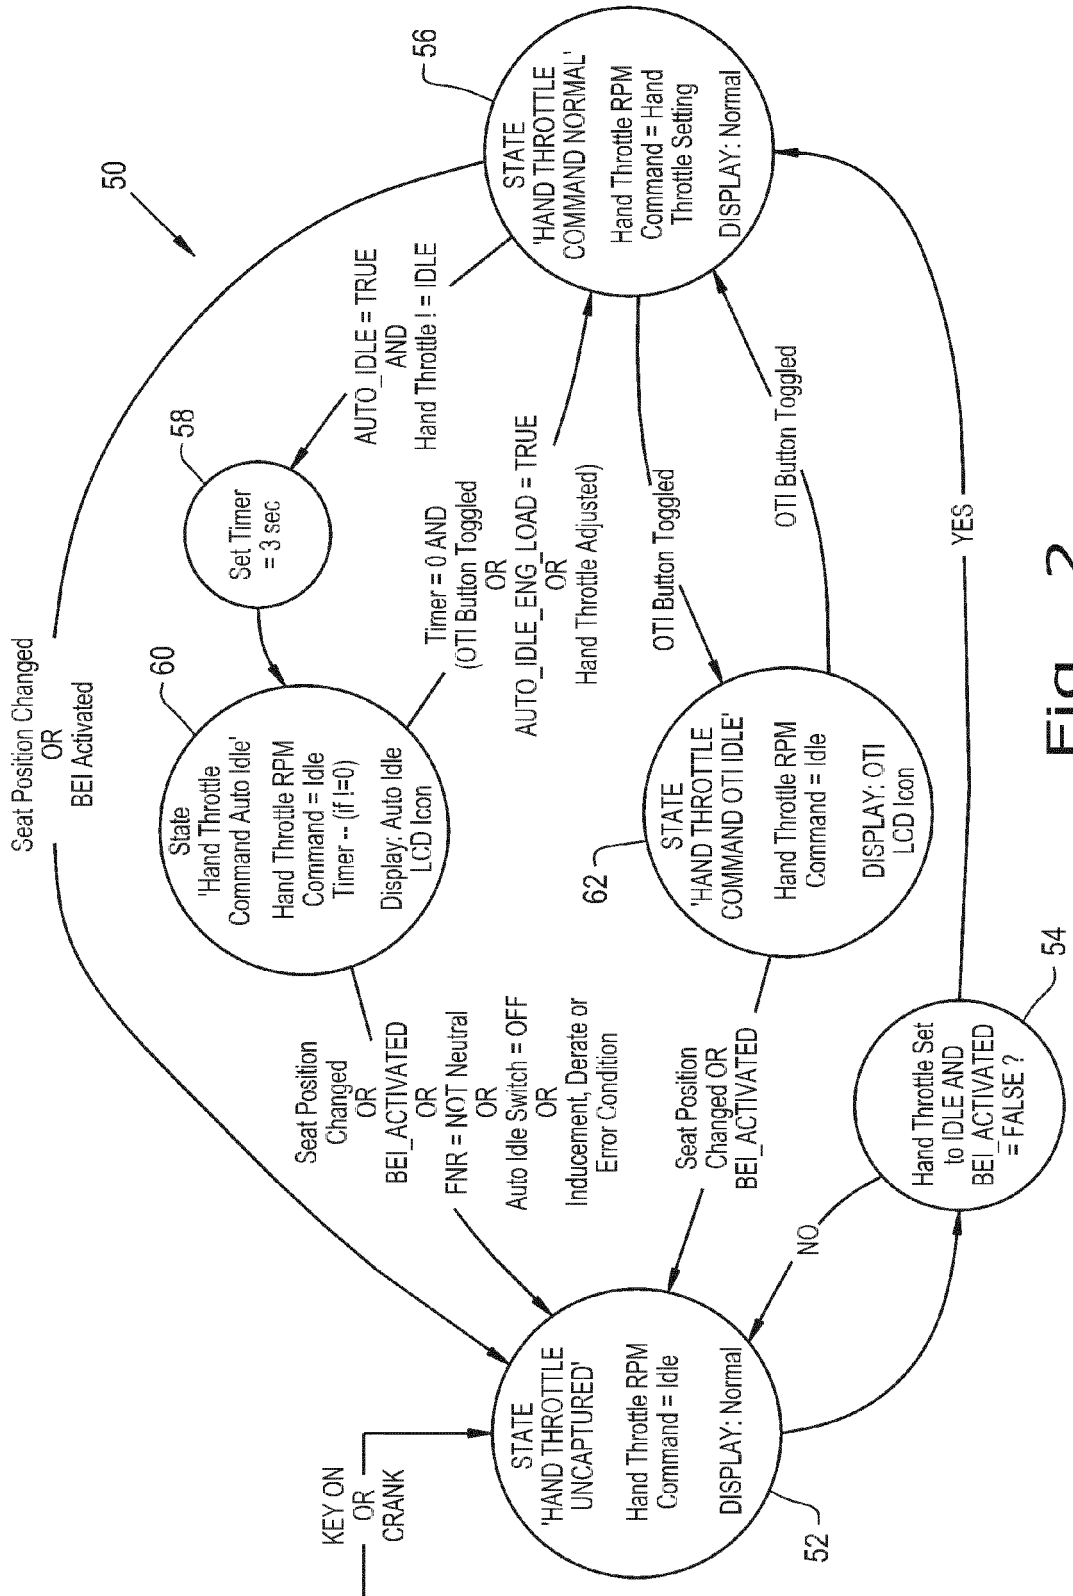 50
Seat Position Changed
OR
BEI Activated
KEY ON
OR
CRANK
STATE
'HAND THROTTLE
UNCAPTURED'
Hand Throttle RPM
Command = Idle
DISPLAY: Normal
52
Seat Position
Changed
OR
BEI_ACTIVATED
OR
FNR = NOT Neutral
OR
Auto Idle Switch = OFF
OR
Inducement, Derate or
Error Condition
State
'Hand Throttle
Command Auto Idle'
Hand Throttle RPM
Command = Idle
Timer -- (if !=0)
Display: Auto Idle
LCD Icon
60
Set Timer
= 3 sec
58
AUTO_IDLE = TRUE
AND
Hand Throttle ! = IDLE
Timer = 0 AND
(OTI Button Toggled
OR
AUTO_IDLE_ENG_LOAD = TRUE
OR
Hand Throttle Adjusted)
STATE
'HAND THROTTLE
COMMAND NORMAL'
Hand Throttle RPM
Command = Hand
Throttle Setting
DISPLAY: Normal
56
Seat Position
Changed OR
BEI_ACTIVATED
STATE
'HAND THROTTLE
COMMAND OTI IDLE'
Hand Throttle RPM
Command = Idle
DISPLAY: OTI
LCD Icon
62
OTI Button Toggled
OTI Button Toggled
NO
Hand Throttle Set
to IDLE AND
BEI_ACTIVATED
= FALSE ?
54
YES
Fig. 2